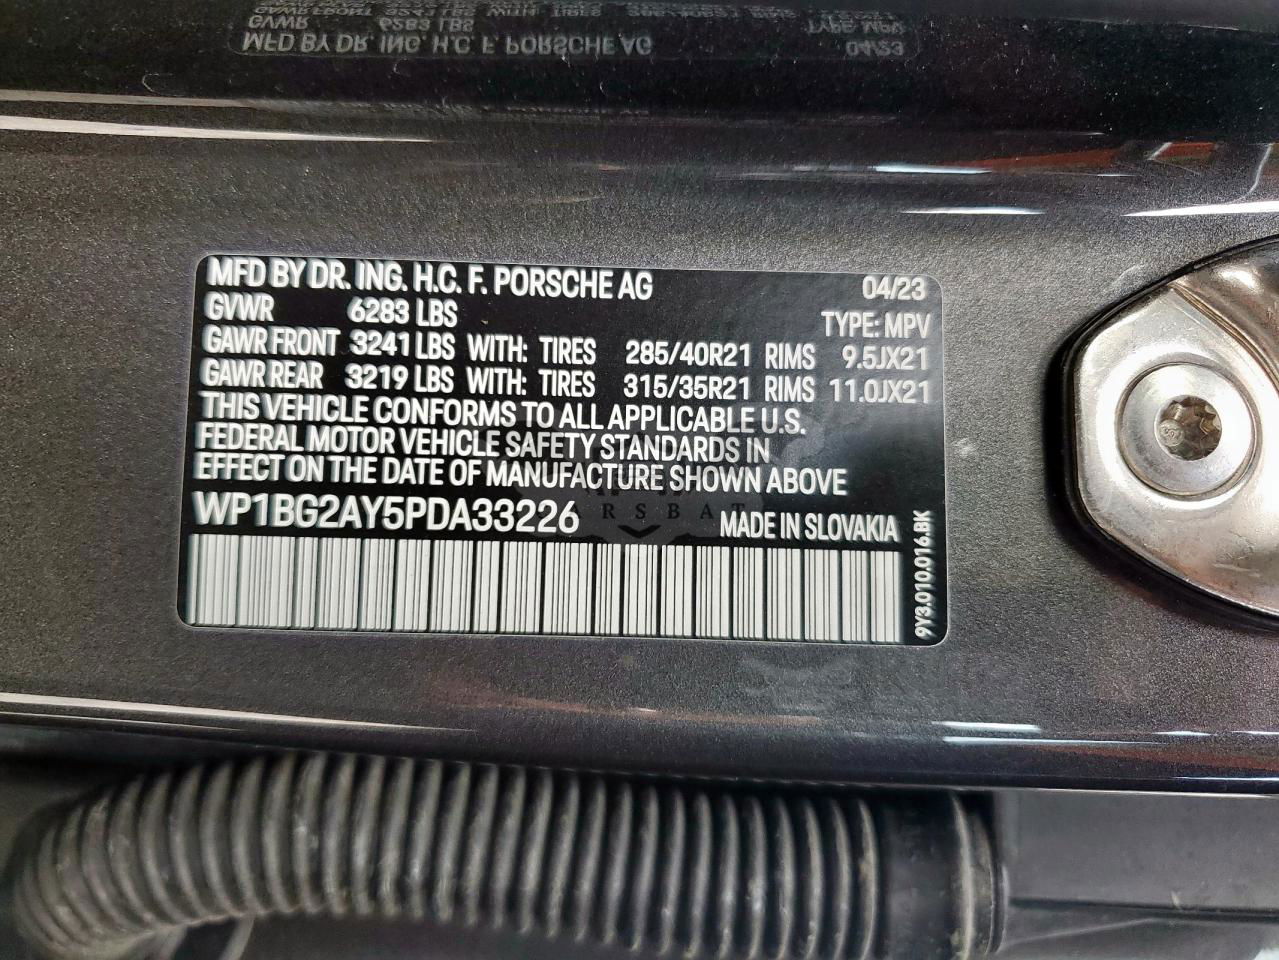 MFD BY DR. ING. H.C. F. PORSCHE AG 04/23
GVWR 6283 LBS TYPE: MPV
GAWR FRONT 3241 LBS WITH: TIRES 285/40R21 RIMS 9.5JX21
GAWR REAR 3219 LBS WITH: TIRES 315/35R21 RIMS 11.0JX21
THIS VEHICLE CONFORMS TO ALL APPLICABLE U.S.
FEDERAL MOTOR VEHICLE SAFETY STANDARDS IN
EFFECT ON THE DATE OF MANUFACTURE SHOWN ABOVE
WP1BG2AY5PDA33226 MADE IN SLOVAKIA
9Y3.010.016.BK